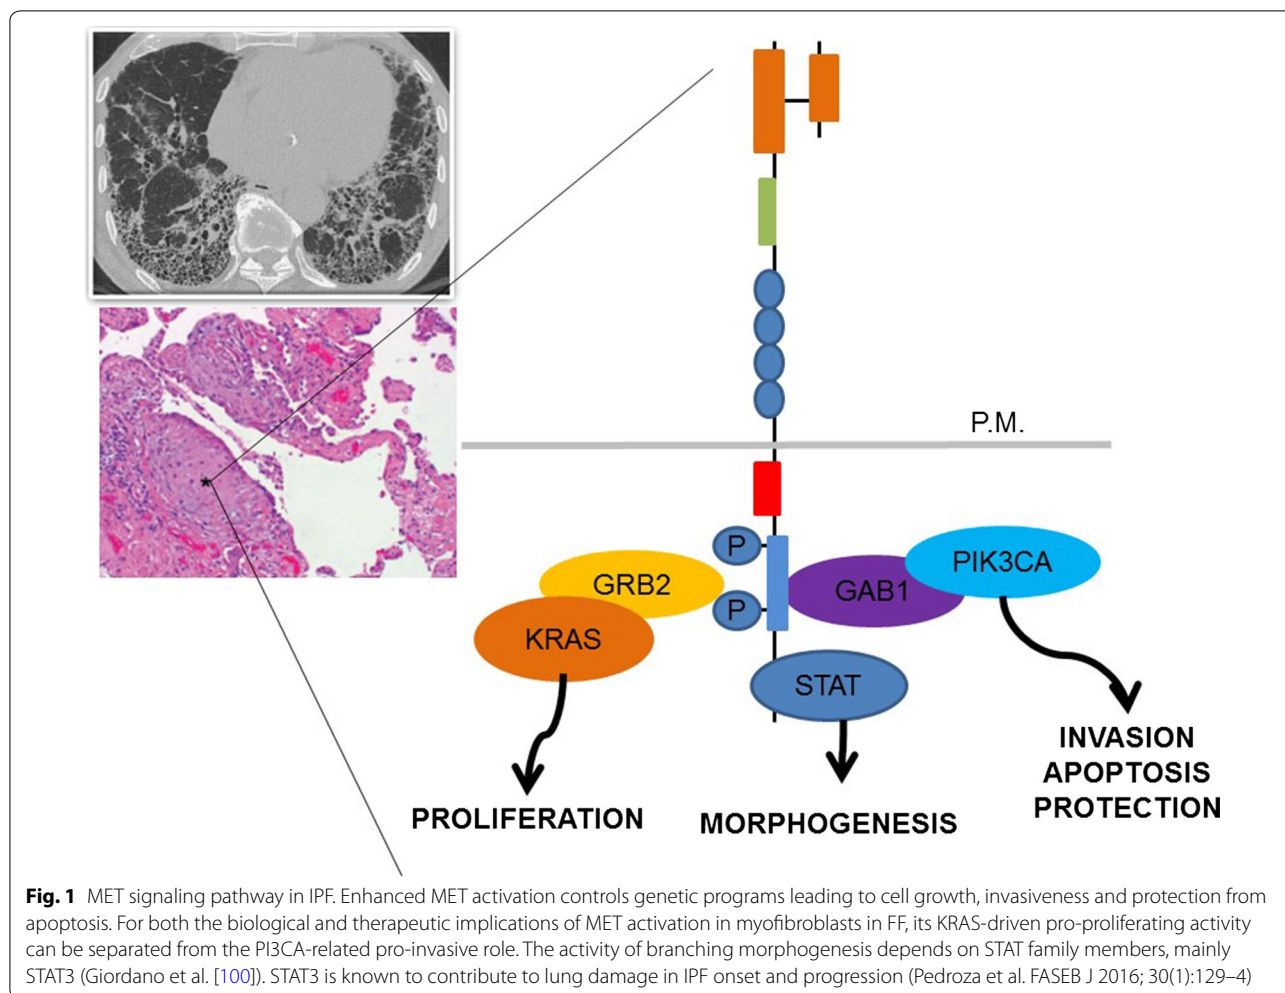 P.M.
*
P
P
GRB2
KRAS
GAB1
PIK3CA
STAT
PROLIFERATION
MORPHOGENESIS
INVASION
APOPTOSIS
PROTECTION
Fig. 1 MET signaling pathway in IPF. Enhanced MET activation controls genetic programs leading to cell growth, invasiveness and protection from
apoptosis. For both the biological and therapeutic implications of MET activation in myofibroblasts in FF, its KRAS-driven pro-proliferating activity
can be separated from the PI3CA-related pro-invasive role. The activity of branching morphogenesis depends on STAT family members, mainly
STAT3 (Giordano et al. [100]). STAT3 is known to contribute to lung damage in IPF onset and progression (Pedroza et al. FASEB J 2016; 30(1):129–4)